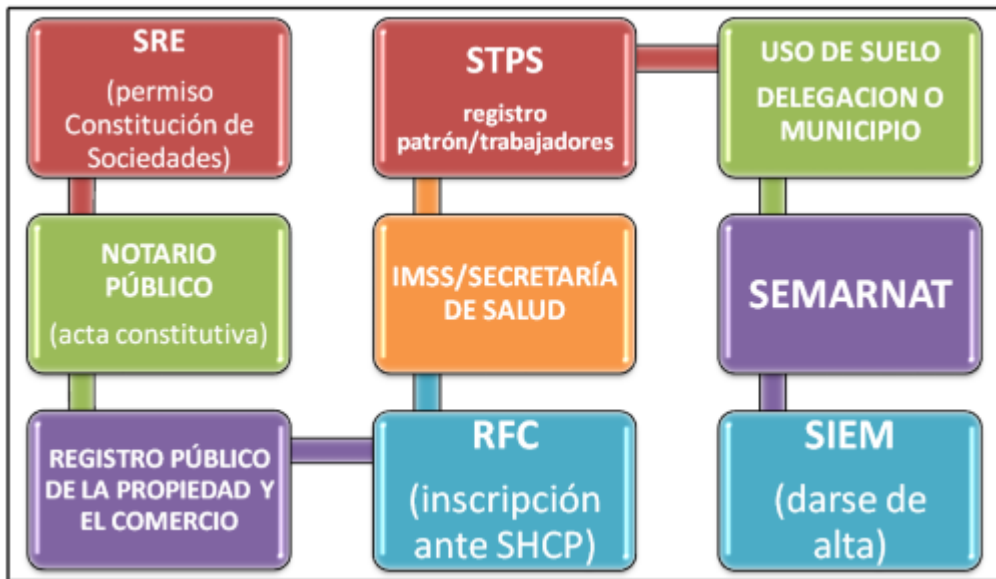 SRE
(permiso
Constitución de
Sociedades)
NOTARIO
PÚBLICO
(acta constitutiva)
REGISTRO PÚBLICO
DE LA PROPIEDAD Y
EL COMERCIO
RFC
(inscripción
ante SHCP)
IMSS/SECRETARÍA
DE SALUD
STPS
registro
patrón/trabajadores
USO DE SUELO
DELEGACION O
MUNICIPIO
SEMARNAT
SIEM
(darse de
alta)